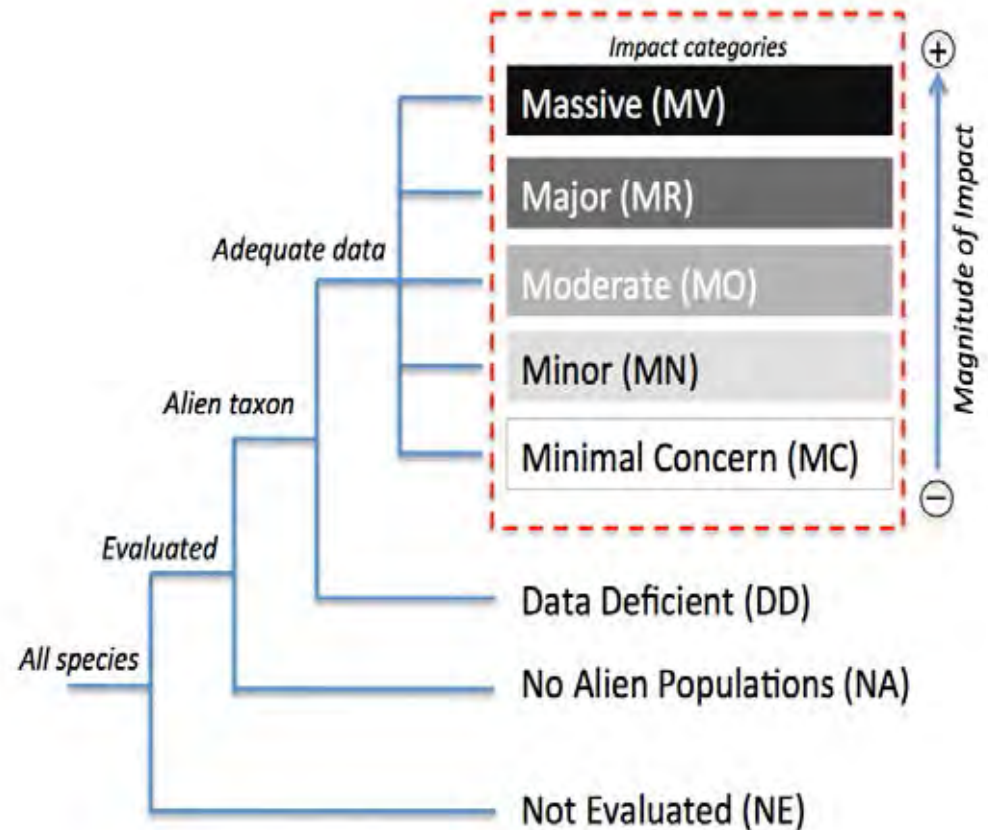 Impact categories
Massive (MV)
Major (MR)
Adequate data
Moderate (MO)
Minor (MN)
Alien taxon
Minimal Concern (MC)
+
Magnitude of Impact
−
Evaluated
Data Deficient (DD)
All species
No Alien Populations (NA)
Not Evaluated (NE)